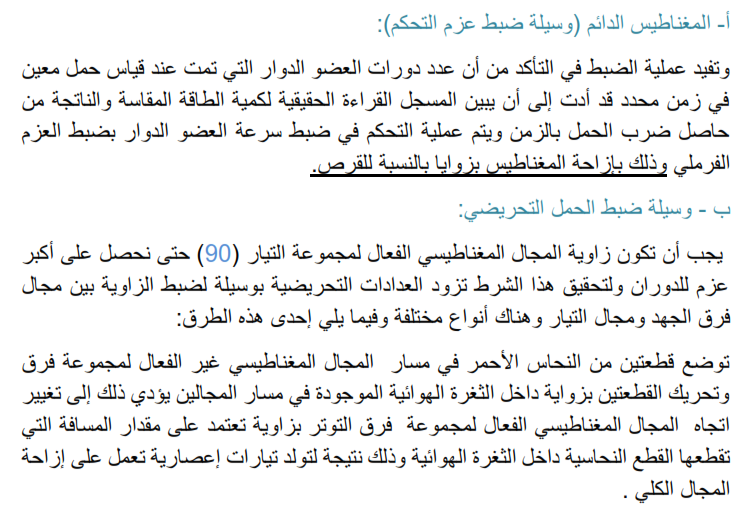 أ- المغناطيس الدائم (وسيلة ضبط عزم التحكم):
وتفيد عملية الضبط في التأكد من أن عدد دورات العضو الدوار التي تمت عند قياس حمل معين
في زمن محدد قد أدت إلى أن يبين المسجل القراءة الحقيقية لكمية الطاقة المقاسة والناتجة من
حاصل ضرب الحمل بالزمن ويتم عملية التحكم في ضبط سرعة العضو الدوار بضبط العزم
الفرملي وذلك بإزاحة المغناطيس بزوايا بالنسبة للقرص.
ب - وسيلة ضبط الحمل التحريضي:
يجب أن تكون زاوية المجال المغناطيسي الفعال لمجموعة التيار (90) حتى نحصل على أكبر
عزم للدوران ولتحقيق هذا الشرط تزود العدادات التحريضية بوسيلة لضبط الزاوية بين مجال
فرق الجهد ومجال التيار وهناك أنواع مختلفة وفيما يلي إحدى هذه الطرق:
توضع قطعتين من النحاس الأحمر في مسار المجال المغناطيسي غير الفعال لمجموعة فرق
وتحريك القطعتين بزواية داخل الثغرة الهوائية الموجودة في مسار المجالين يؤدي ذلك إلى تغيير
اتجاه المجال المغناطيسي الفعال لمجموعة فرق التوتر بزاوية تعتمد على مقدار المسافة التي
تقطعها القطع النحاسية داخل الثغرة الهوائية وذلك نتيجة لتولد تيارات إعصارية تعمل على إزاحة
المجال الكلي .